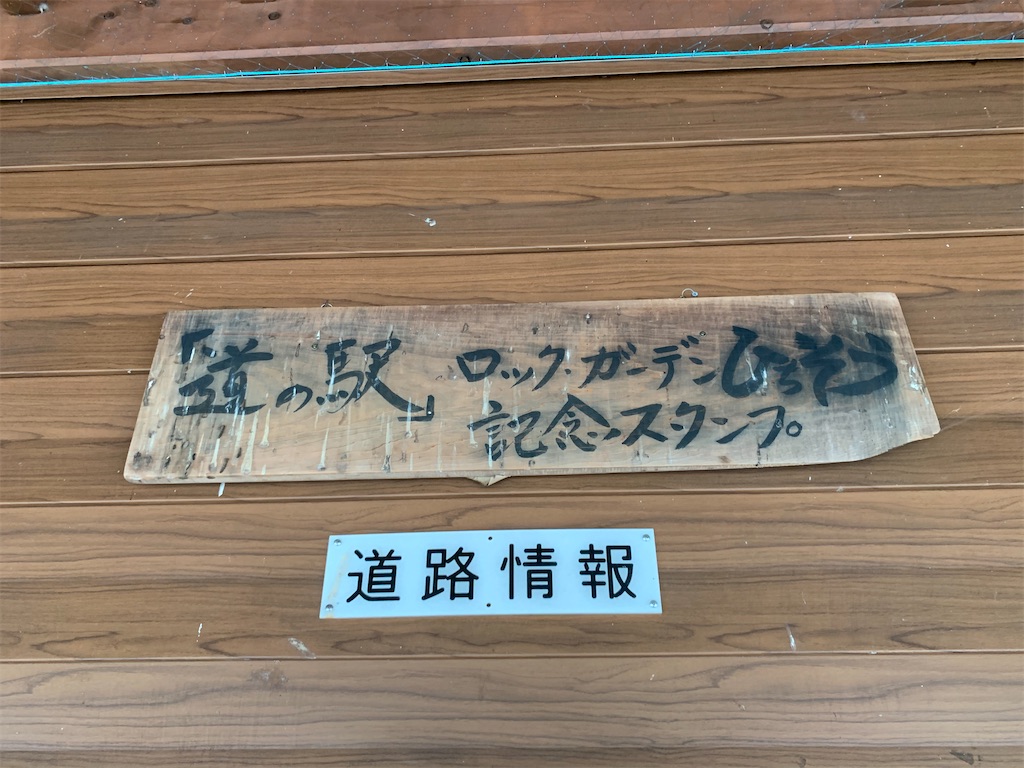 「道の駅」ロックガーデンひちそう
記念スタンプ。
道路情報